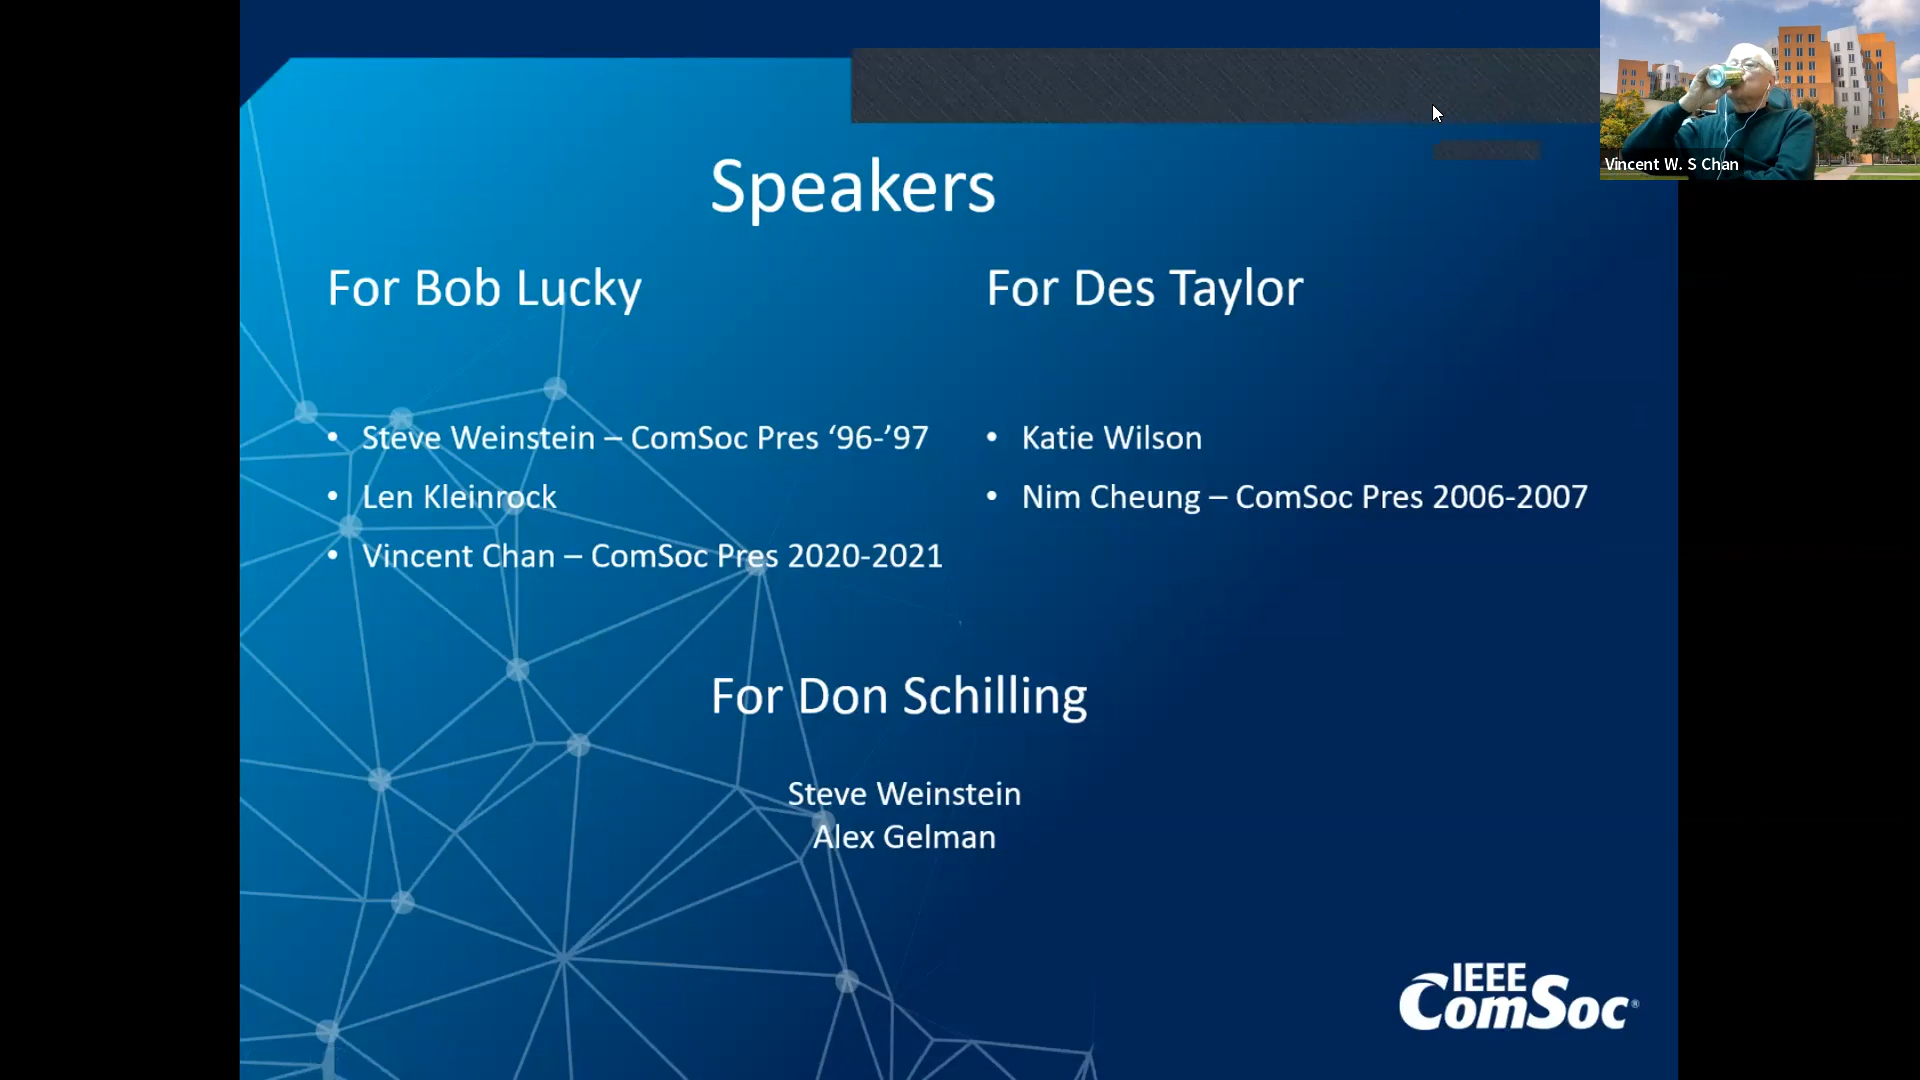 Speakers
For Bob Lucky
• Steve Weinstein – ComSoc Pres ‘96-’97
• Len Kleinrock
• Vincent Chan – ComSoc Pres 2020-2021
For Des Taylor
• Katie Wilson
• Nim Cheung – ComSoc Pres 2006-2007
For Don Schilling
Steve Weinstein
Alex Gelman
IEEE
ComSoc®
Vincent W. S Chan